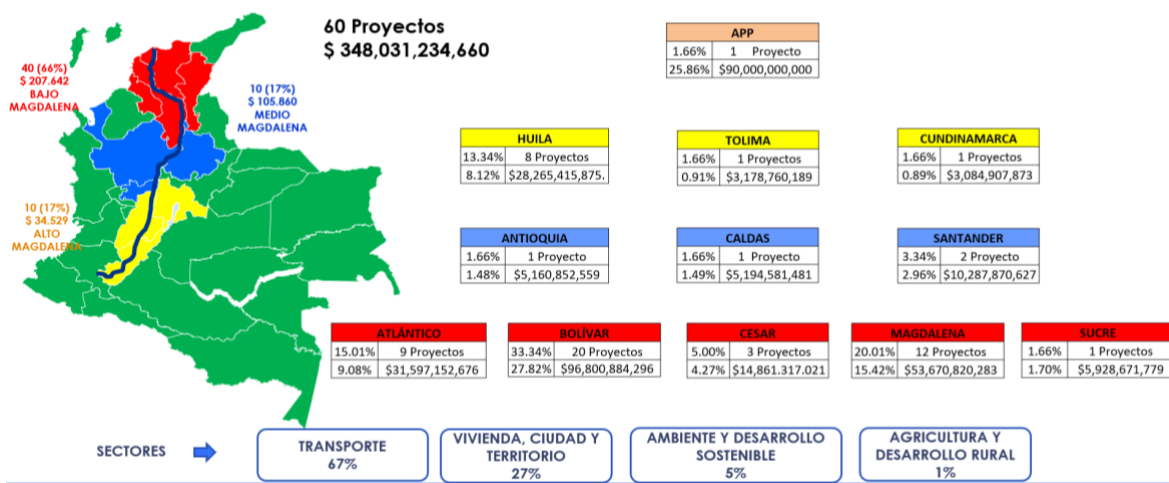 60 Proyectos
$ 348,031,234,660
40 (66%)
$ 207.642
BAJO
MAGDALENA
10 (17%)
$ 105.860
MEDIO
MAGDALENA
10 (17%)
$ 34.529
ALTO
MAGDALENA
APP
1.66% 1 Proyecto
25.86% $90,000,000,000
HUILA
13.34% 8 Proyectos
8.12% $28,265,415,875.
TOLIMA
1.66% 1 Proyectos
0.91% $3,178,760,189
CUNDINAMARCA
1.66% 1 Proyectos
0.89% $3,084,907,873
ANTIOQUIA
1.66% 1 Proyecto
1.48% $5,160,852,559
CALDAS
1.66% 1 Proyecto
1.49% $5,194,581,481
SANTANDER
3.34% 2 Proyecto
2.96% $10,287,870,627
ATLÁNTICO
15.01% 9 Proyectos
9.08% $31,597,152,676
BOLÍVAR
33.34% 20 Proyectos
27.82% $96,800,884,296
CESAR
5.00% 3 Proyectos
4.27% $14,861.317.021
MAGDALENA
20.01% 12 Proyectos
15.42% $53,670,820,283
SUCRE
1.66% 1 Proyectos
1.70% $5,928,671,779
SECTORES
TRANSPORTE
67%
VIVIENDA, CIUDAD Y
TERRITORIO
27%
AMBIENTE Y DESARROLLO
SOSTENIBLE
5%
AGRICULTURA Y
DESARROLLO RURAL
1%